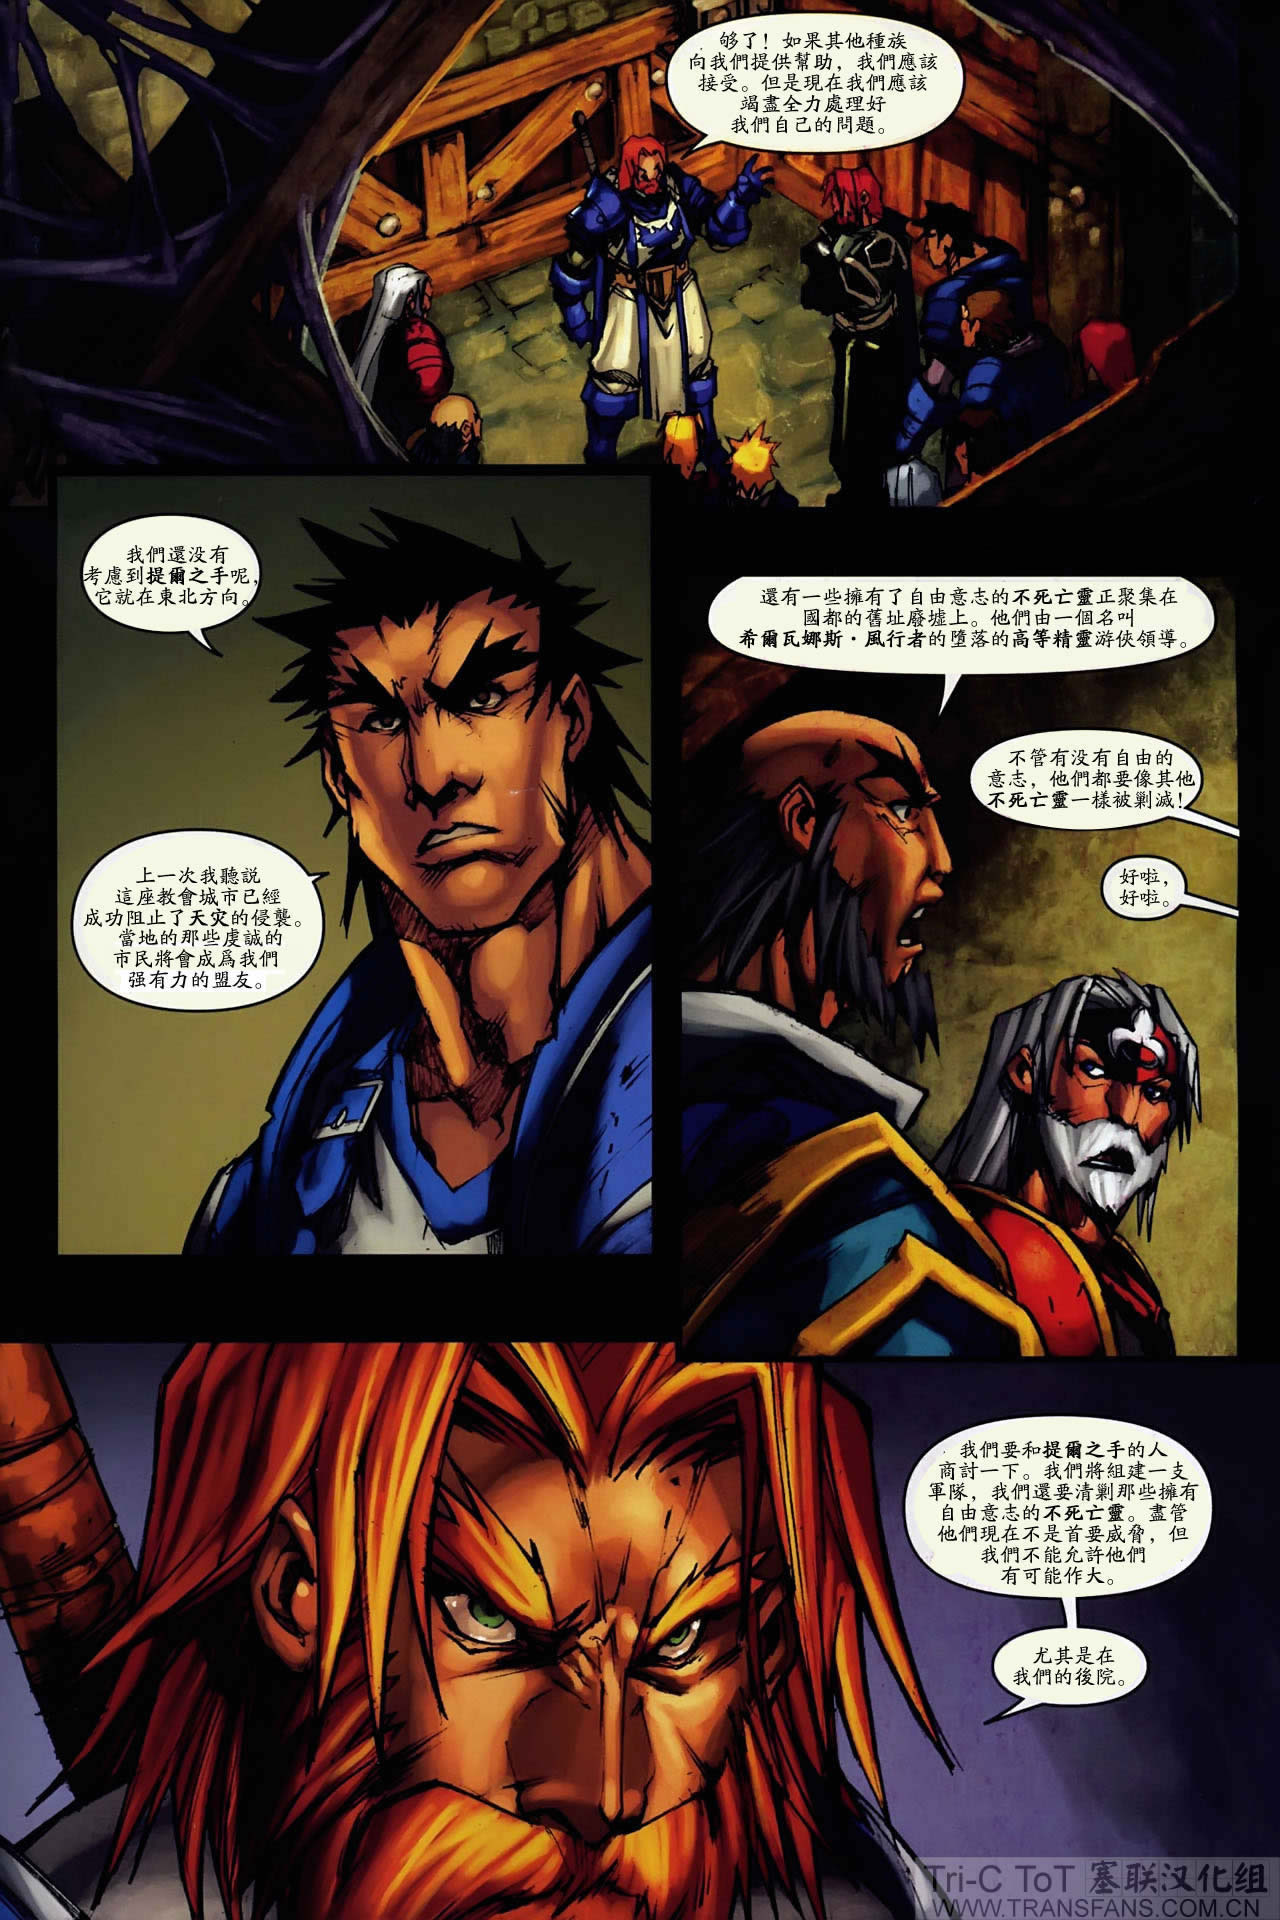 够了！如果其他種族
向我們提供幫助，我們應該
接受。但是現在我們應該
竭盡全力處理好
我們自己的問題。
我們還没有
考慮到提爾之手呢，
它就在東北方向。
上一次我聽説
這座教會城市已經
成功阻止了天灾的侵襲。
當地的那些虔誠的
市民將會成爲我們
强有力的盟友。
還有一些擁有了自由意志的不死亡靈正聚集在
國都的舊址廢墟上。他們由一個名叫
希爾瓦娜斯·風行者的墮落的高等精靈游俠領導。
不管有没有自由的
意志，他們都要像其他
不死亡靈一樣被剿滅！
好啦，
好啦。
我們要和提爾之手的人
商討一下。我們將組建一支
軍隊，我們還要清剿那些擁有
自由意志的不死亡靈。盡管
他們現在不是首要威脅，但
我們不能允許他們
有可能作大。
尤其是在
我們的後院。
Tri-C ToT 塞联汉化组
WWW.TRANSFANS.COM.CN